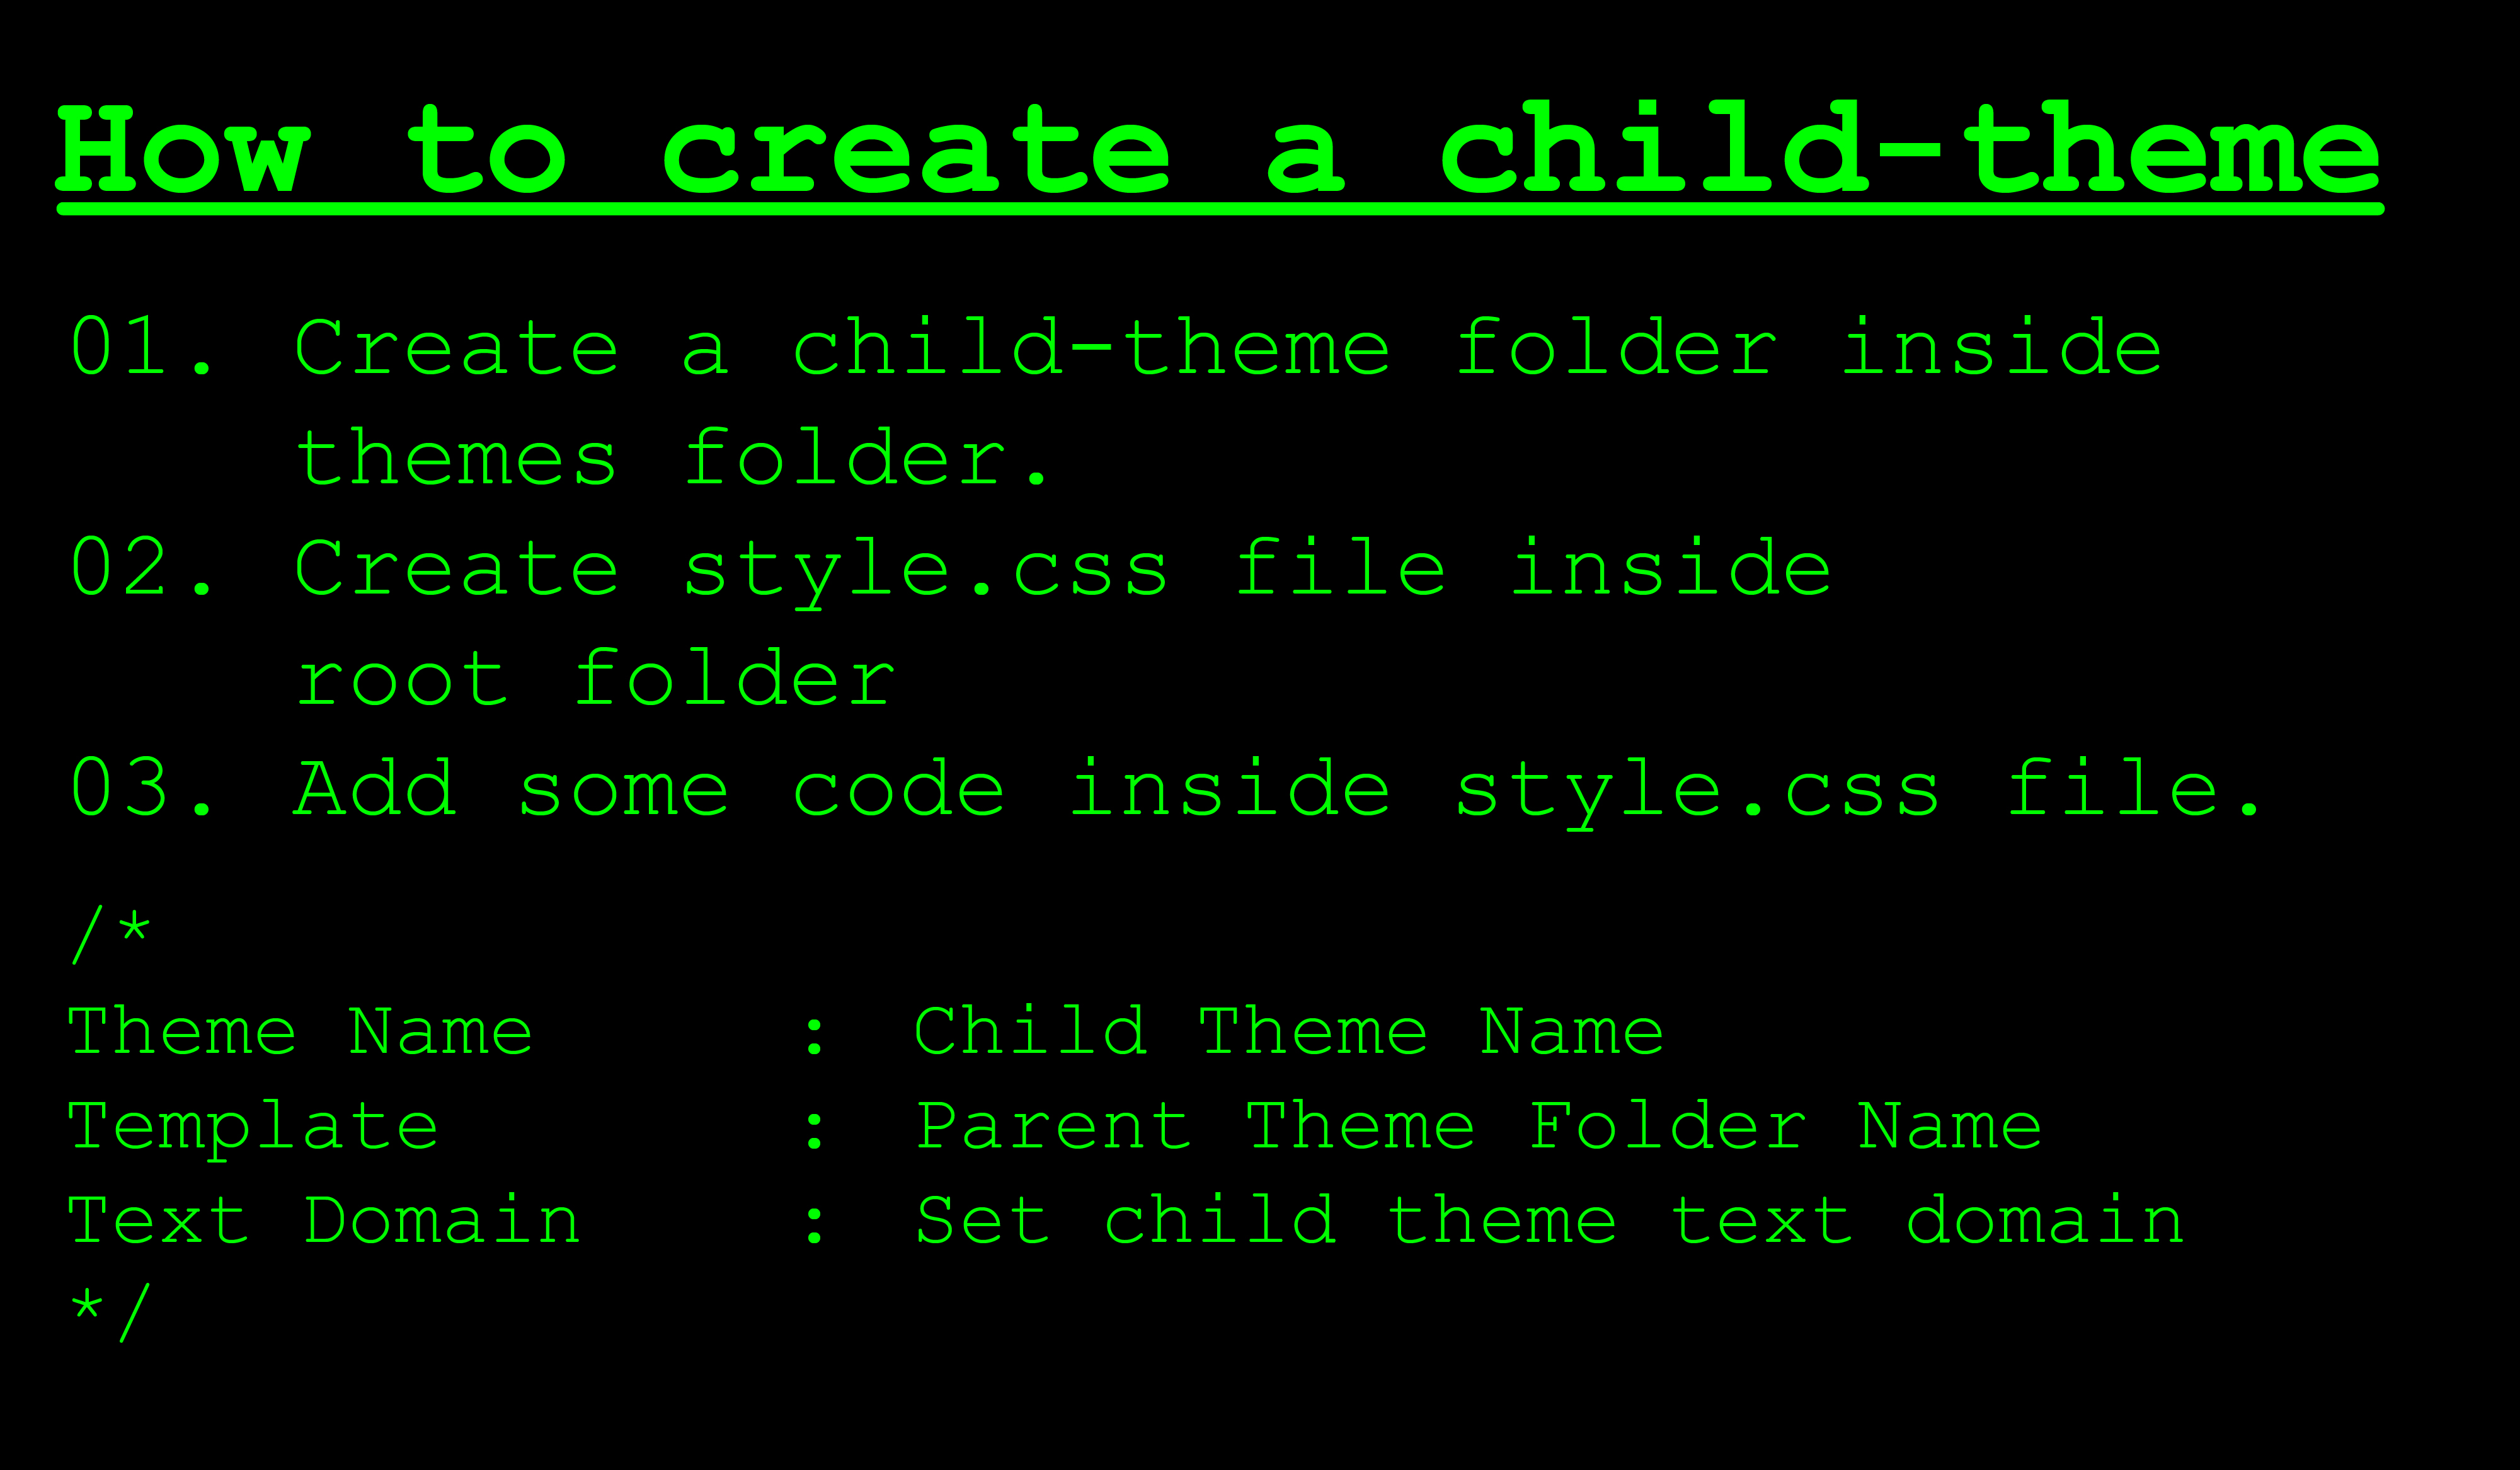 How to create a child-theme
01. Create a child-theme folder inside
themes folder.
02. Create style.css file inside
root folder
03. Add some code inside style.css file.
/*
Theme Name : Child Theme Name
Template : Parent Theme Folder Name
Text Domain : Set child theme text domain
*/